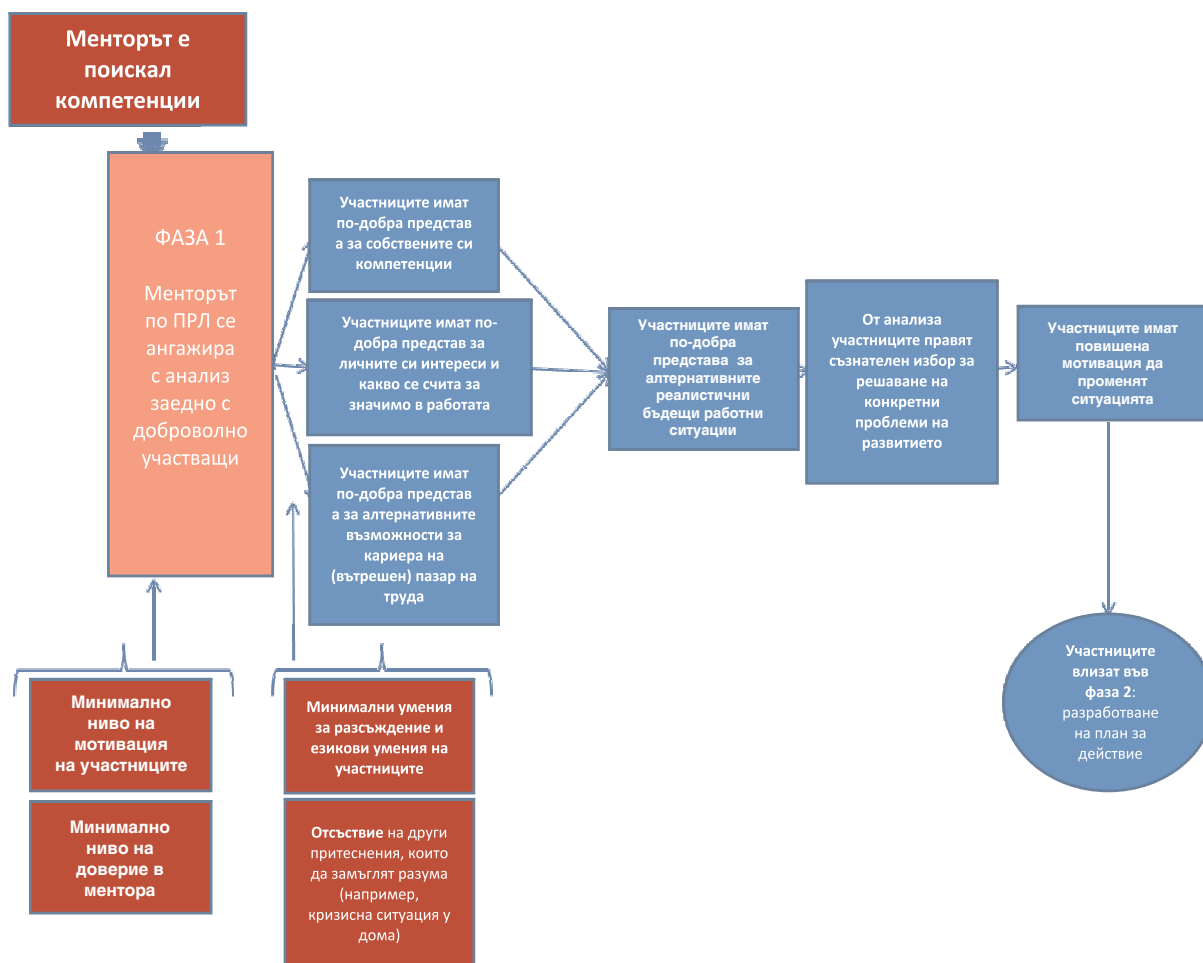 Менторът е
поискал
компетенции
ФАЗА 1
Менторът
по ПРЛ се
ангажира
с анализ
заедно с
доброволно
участващи
Участниците имат
по-добра представ
а за собствените си
компетенции
Участниците имат по-
добра представ за
личните си интереси и
какво се счита за
значимо в работата
Участниците имат
по-добра представ
а за алтернативните
възможности за
кариера на
(вътрешен) пазар на
труда
Участниците имат
по-добра
представа за
алтернативните
реалистични
бъдещи работни
ситуации
От анализа
участниците правят
съзнателен избор за
решаване на
конкретни
проблеми на
развитието
Участниците имат
повишена
мотивация да
променят
ситуацията
Участниците
влизат във
фаза 2:
разработване
на план за
действие
Минимално
ниво на
мотивация
на участниците
Минимално
ниво на
доверие в
ментора
Минимални умения
за разсъждение и
езикови умения на
участниците
Отсъствие на други
притеснения, които
да замъглят разума
(например,
кризисна ситуация у
дома)